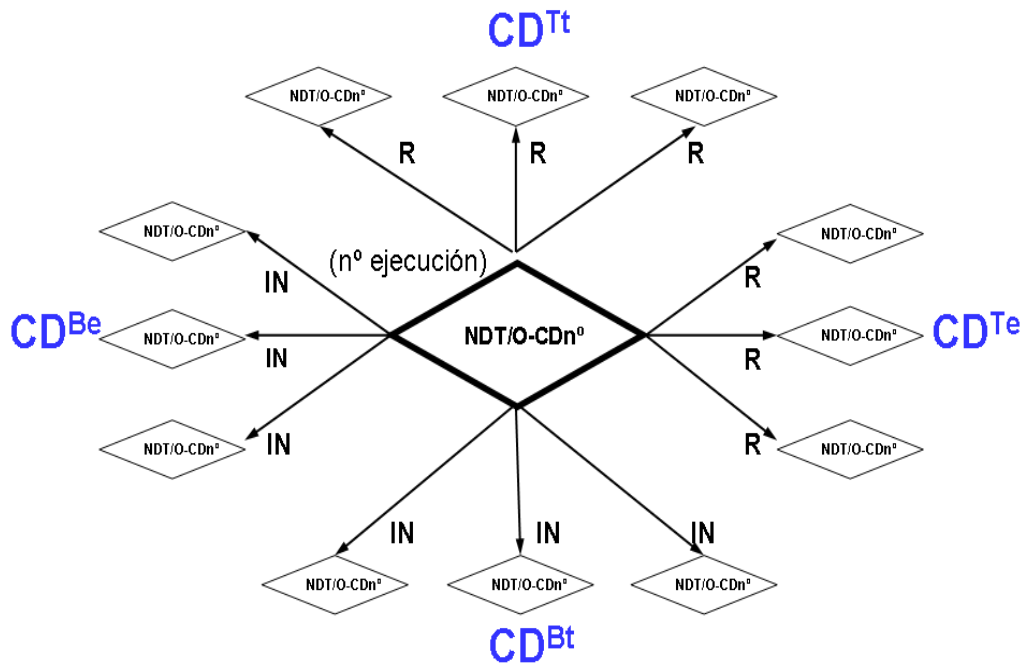 CDTt
NDT/O-CDnº NDT/O-CDnº NDT/O-CDnº
R R R
NDT/O-CDnº NDT/O-CDnº
(nº ejecución)
IN R
CDBe NDT/O-CDnº NDT/O-CDnº NDT/O-CDnº CDTe
IN R
NDT/O-CDnº IN R NDT/O-CDnº
IN IN IN
NDT/O-CDnº NDT/O-CDnº NDT/O-CDnº
CDBt